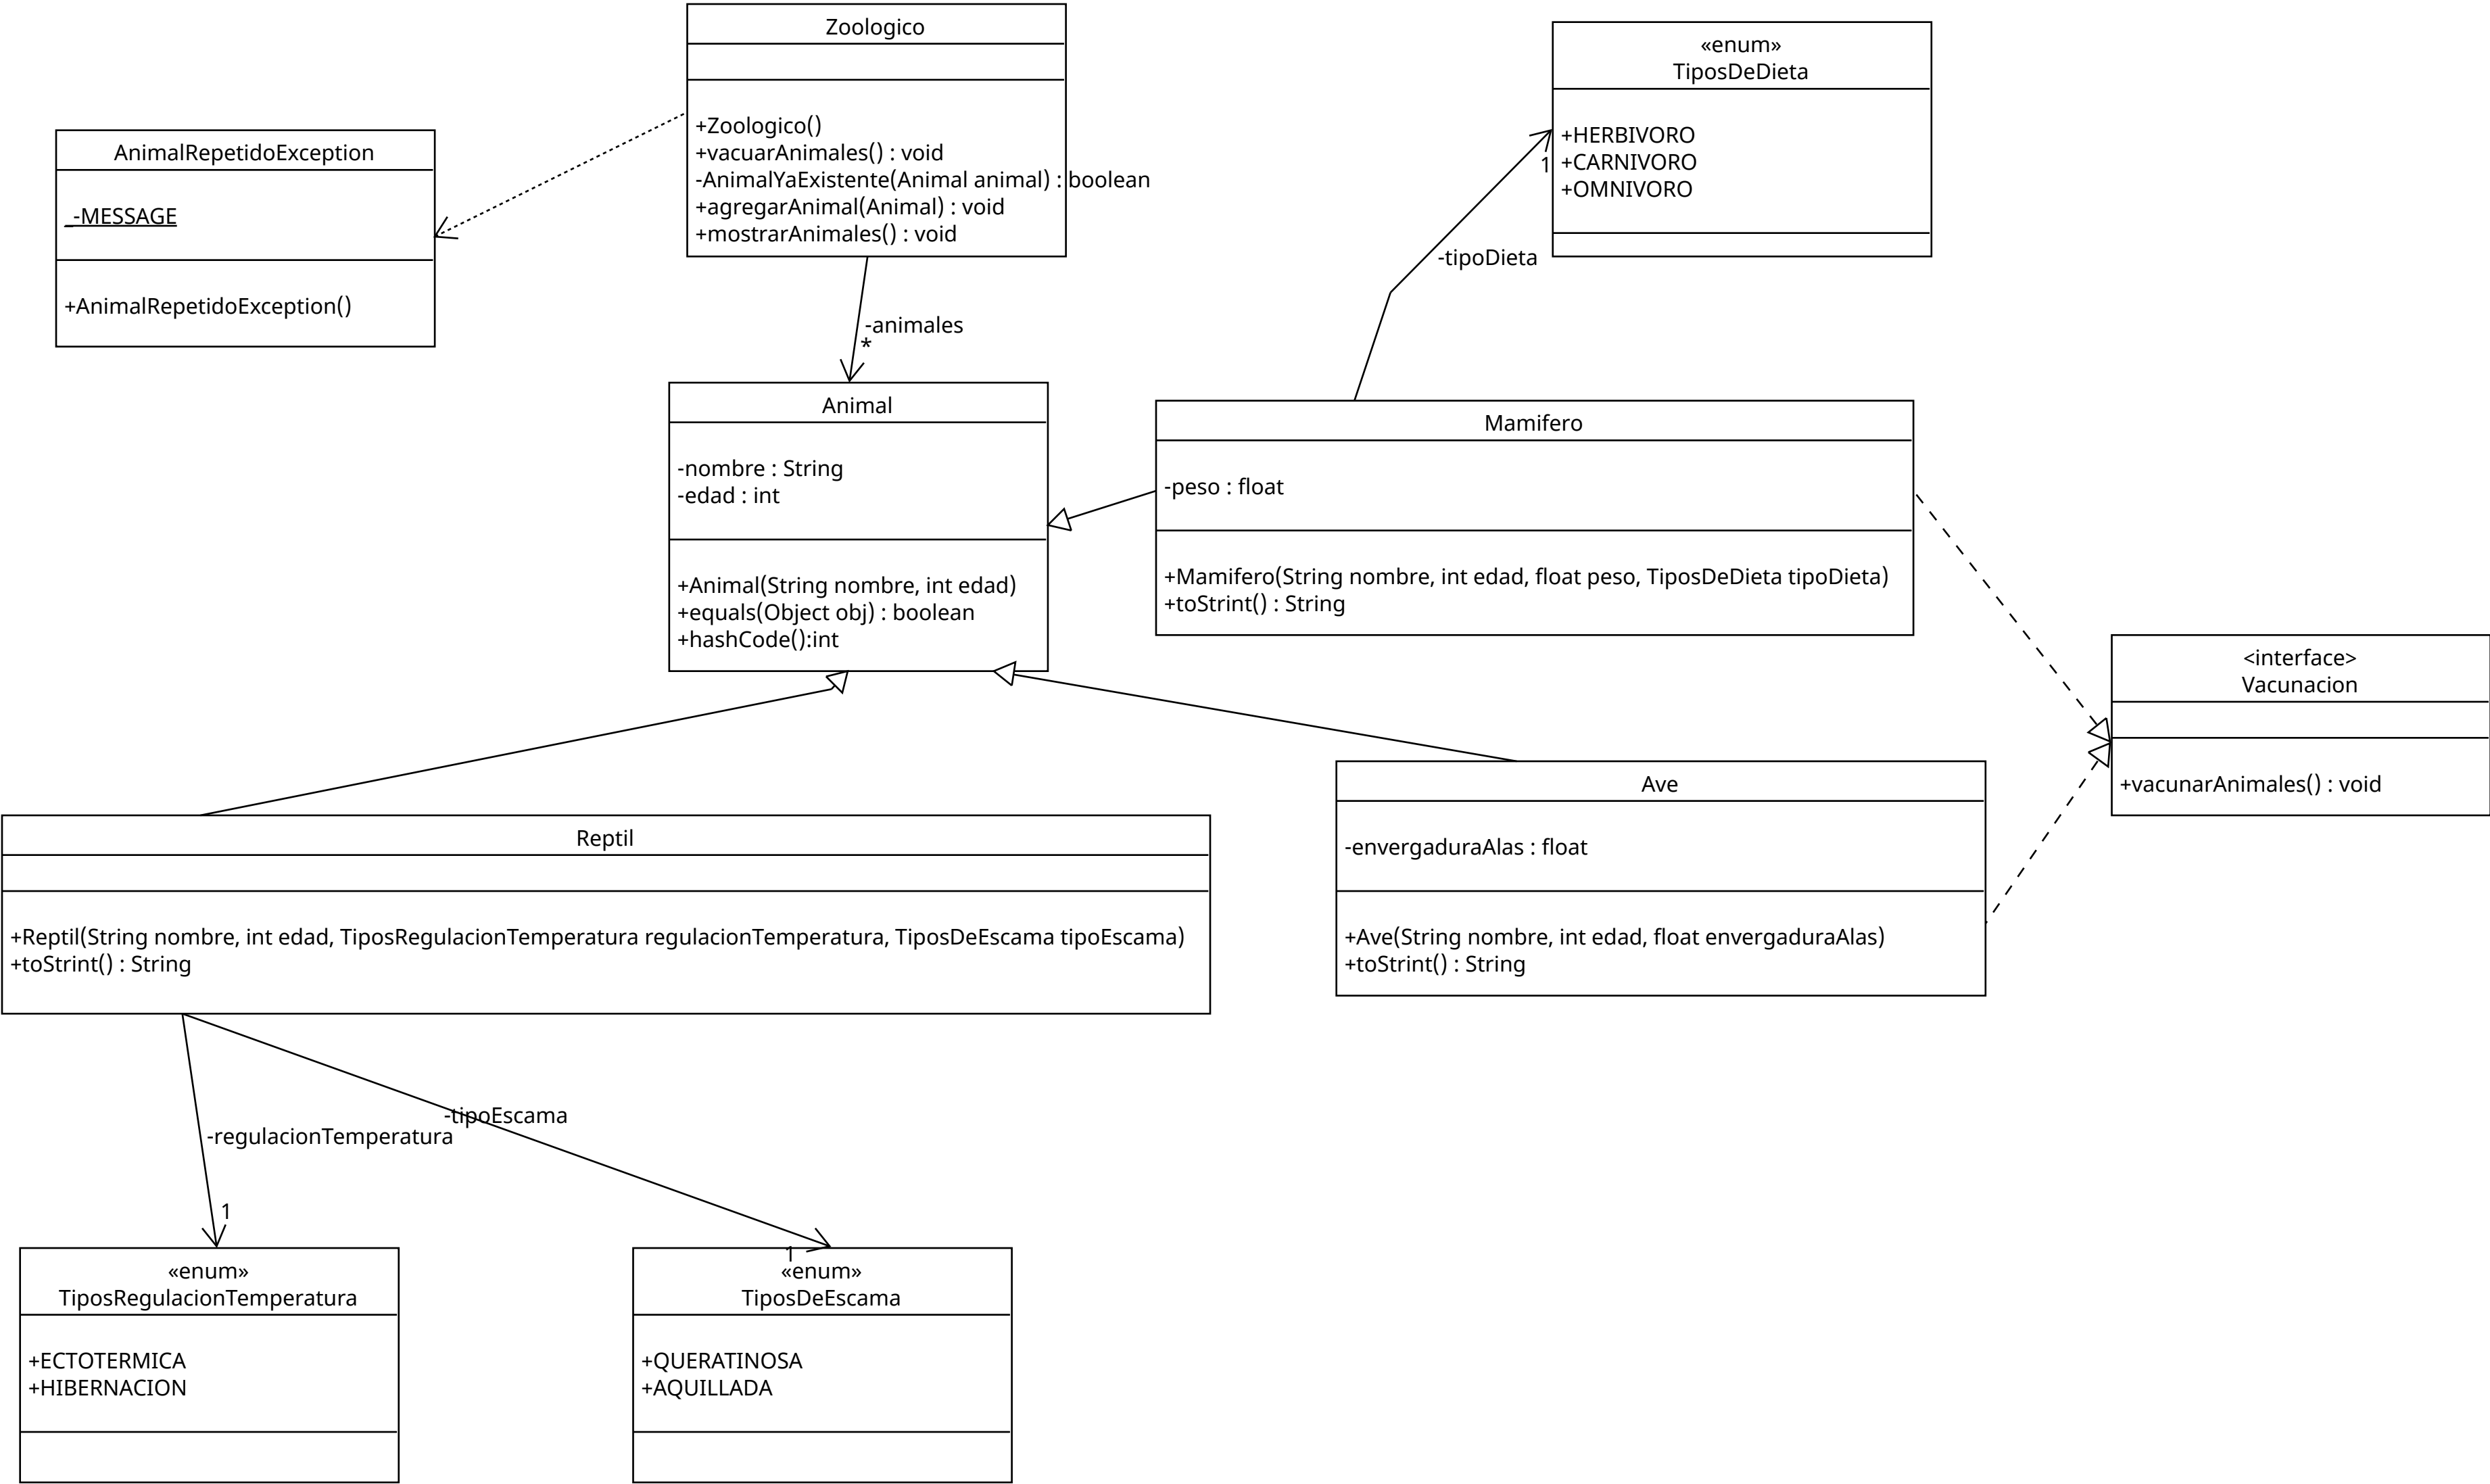 Zoologico
+Zoologico()
+vacuarAnimales() : void
-AnimalYaExistente(Animal animal) : boolean
+agregarAnimal(Animal) : void
+mostrarAnimales() : void
«enum»
TiposDeDieta
+HERBIVORO
+CARNIVORO
+OMNIVORO
AnimalRepetidoException
_-MESSAGE
+AnimalRepetidoException()
1
-tipoDieta
-animales
*
Animal
-nombre : String
-edad : int
+Animal(String nombre, int edad)
+equals(Object obj) : boolean
+hashCode():int
Mamifero
-peso : float
+Mamifero(String nombre, int edad, float peso, TiposDeDieta tipoDieta)
+toStrint() : String
<interface>
Vacunacion
+vacunarAnimales() : void
Ave
-envergaduraAlas : float
+Ave(String nombre, int edad, float envergaduraAlas)
+toStrint() : String
Reptil
+Reptil(String nombre, int edad, TiposRegulacionTemperatura regulacionTemperatura, TiposDeEscama tipoEscama)
+toStrint() : String
-tipoEscama
-regulacionTemperatura
1
1
«enum»
TiposRegulacionTemperatura
+ECTOTERMICA
+HIBERNACION
«enum»
TiposDeEscama
+QUERATINOSA
+AQUILLADA